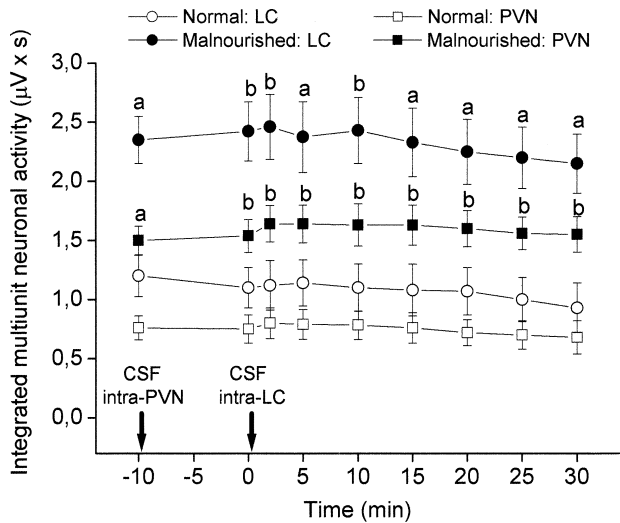 Normal: LC Normal: PVN
Malnourished: LC Malnourished: PVN
Integrated multiunit neuronal activity (μV x s)
3,0
2,5
2,0
1,5
1,0
0,5
0,0
a b b a b a a a a
a b b b b b b b b
CSF intra-PVN
CSF intra-LC
-10 -5 0 5 10 15 20 25 30
Time (min)